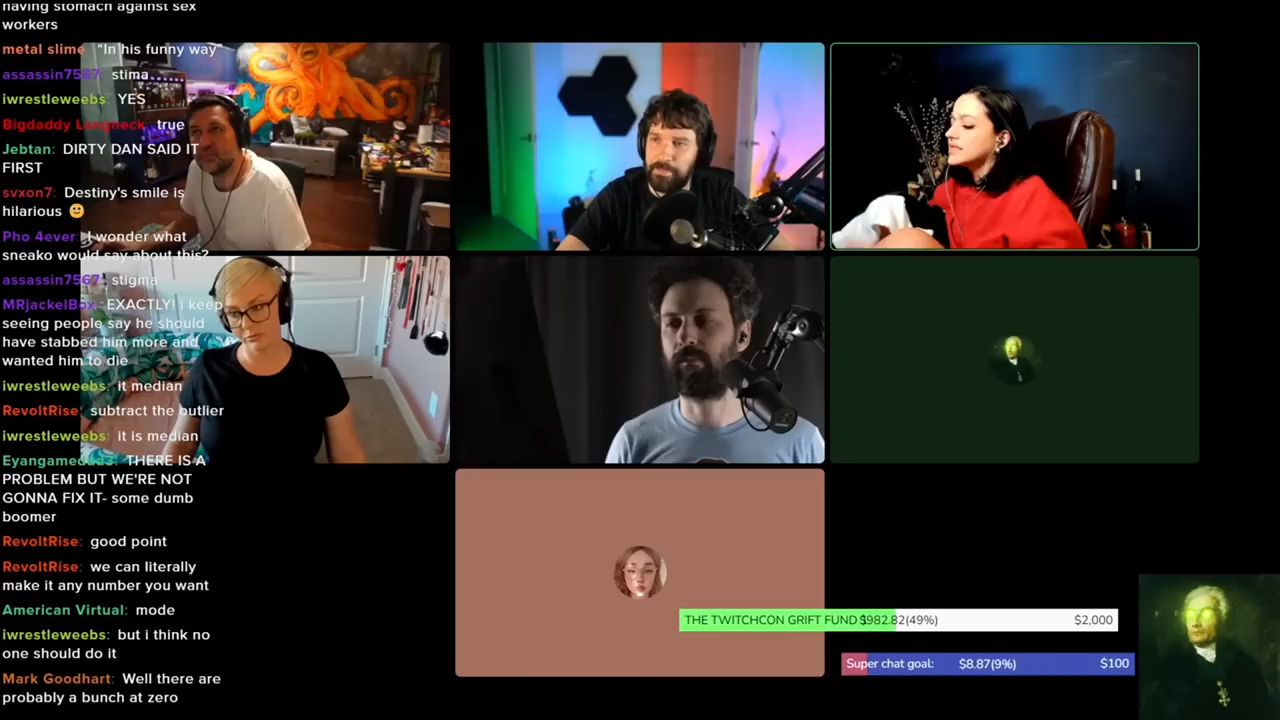 having stomach against sex
workers
metal slime "In his funny way"
assassin7567: stima
iwrestleweebs: YES
Bigdaddy Longneck: true
Jebtan: DIRTY DAN SAID IT
FIRST
svxon7: Destiny's smile is
hilarious 🙂
Pho 4ever: I wonder what
sneako would say about this?
assassin7567: stigma
MRjackelBox: EXACTLY! i keep
seeing people say he should
have stabbed him more and
wanted him to die
iwrestleweebs: it median
RevoltRise: subtract the outlier
iwrestleweebs: it is median
THERE IS A
PROBLEM BUT WE'RE NOT
GONNA FIX IT- some dumb
boomer
RevoltRise: good point
RevoltRise: we can literally
make it any number you want
American Virtual: mode
iwrestleweebs: but i think no
one should do it
Mark Goodhart: Well there are
probably a bunch at zero
THE TWITCHCON GRIFT FUND $982.82(49%) $2,000
Super chat goal: $8.87(9%) $100